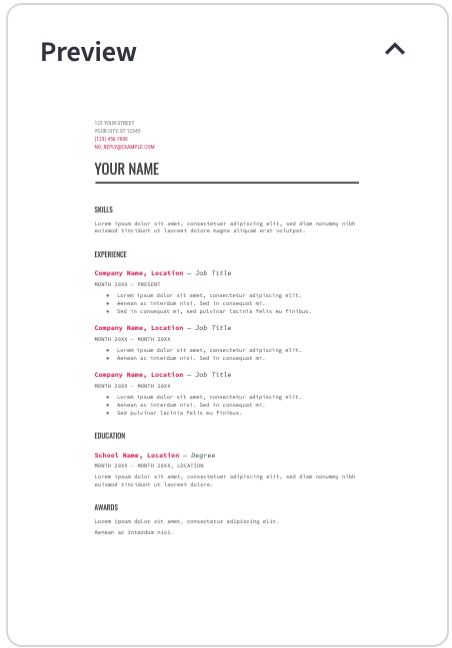 Preview
123 YOUR STREET
YOUR CITY, ST 12345
(123) 456-7890
NO_REPLY@EXAMPLE.COM
YOUR NAME
SKILLS
Lorem ipsum dolor sit amet, consectetuer adipiscing elit, sed diam nonummy nibh
euismod tincidunt ut laoreet dolore magna aliquam erat volutpat.
EXPERIENCE
Company Name, Location — Job Title
MONTH 20XX - PRESENT
● Lorem ipsum dolor sit amet, consectetur adipiscing elit.
● Aenean ac interdum nisi. Sed in consequat mi.
● Sed in consequat mi, sed pulvinar lacinia felis eu finibus.
Company Name, Location — Job Title
MONTH 20XX - MONTH 20XX
● Lorem ipsum dolor sit amet, consectetur adipiscing elit.
● Aenean ac interdum nisi. Sed in consequat mi.
Company Name, Location — Job Title
MONTH 20XX - MONTH 20XX
● Lorem ipsum dolor sit amet, consectetur adipiscing elit.
● Aenean ac interdum nisi. Sed in consequat mi.
● Sed pulvinar lacinia felis eu finibus.
EDUCATION
School Name, Location — Degree
MONTH 20XX - MONTH 20XX, LOCATION
Lorem ipsum dolor sit amet, consectetuer adipiscing elit, sed diam nonummy nibh
euismod tincidunt ut laoreet dolore.
AWARDS
Lorem ipsum dolor sit amet, consectetur adipiscing elit.
Aenean ac interdum nisi.